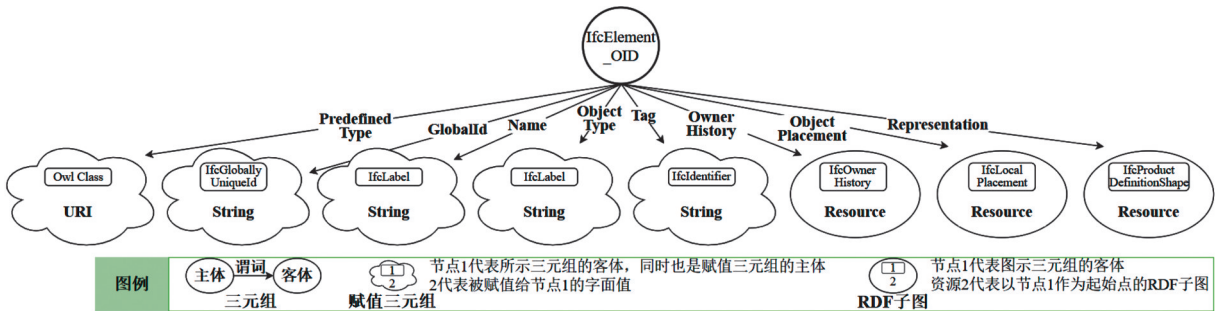 IfcElement
_OID
Predefined
Type
GlobalId
Name
Object
Type
Tag
Owner
History
Object
Placement
Representation
Owl Class
URI
IfcGlobally
UniqueId
String
IfcLabel
String
IfcLabel
String
IfcIdentifier
String
IfcOwner
History
Resource
IfcLocal
Placement
Resource
IfcProduct
DefinitionShape
Resource
图例
主体
谓词
客体
三元组
1
2
赋值三元组
节点1代表所示三元组的客体，同时也是赋值三元组的主体
2代表被赋值给节点1的字面值
1
2
RDF子图
节点1代表图示三元组的客体
资源2代表以节点1作为起始点的RDF子图